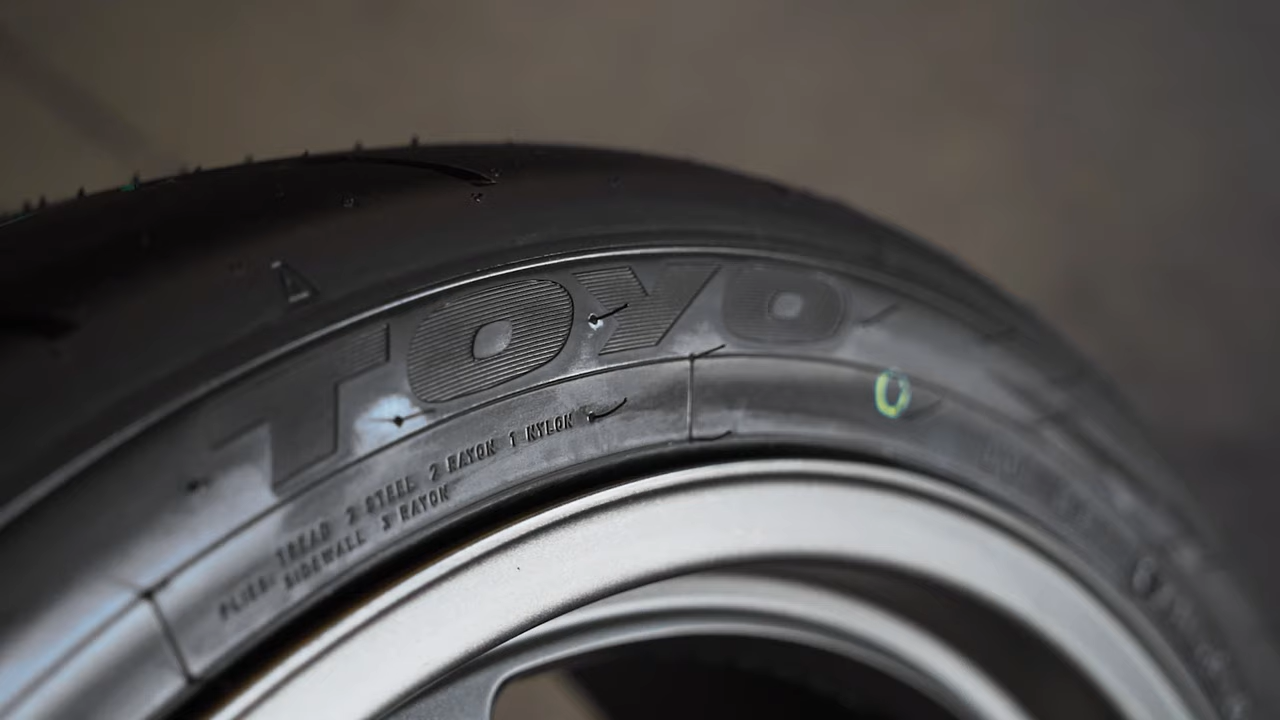 TOYO
PLIES: TREAD 2 STEEL 2 RAYON 1 NYLON
SIDEWALL 2 RAYON